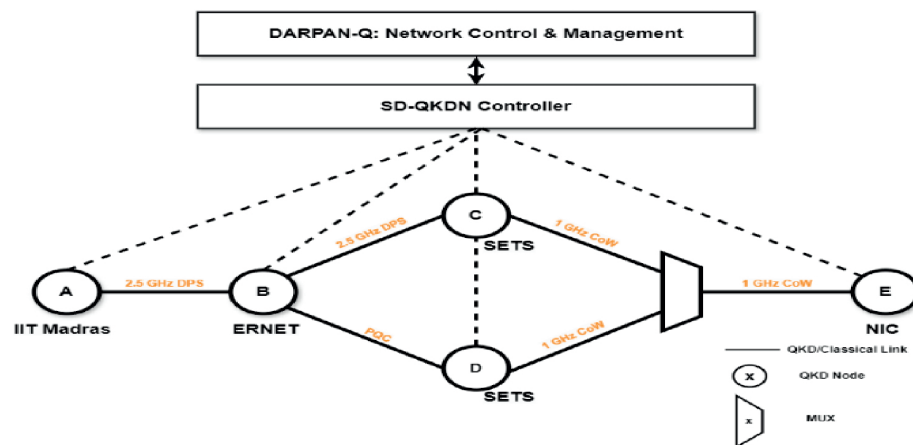 DARPAN-Q: Network Control & Management
SD-QKDN Controller
C
2.5 GHz DPS
1 GHz CoW
SETS
A
2.5 GHz DPS
B
1 GHz CoW
E
IIT Madras
ERNET
NIC
PQC
1 GHz CoW
D
SETS
QKD/Classical Link
x
QKD Node
x
MUX